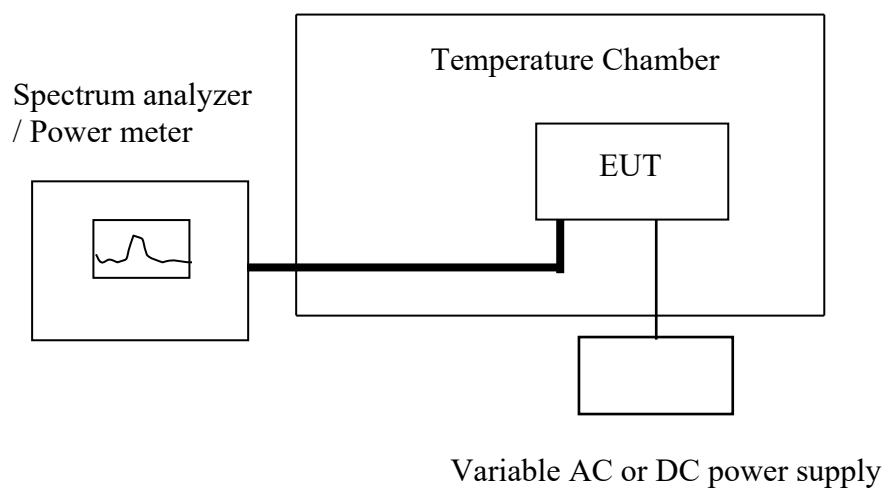 Temperature Chamber
Spectrum analyzer
/ Power meter
EUT
Variable AC or DC power supply